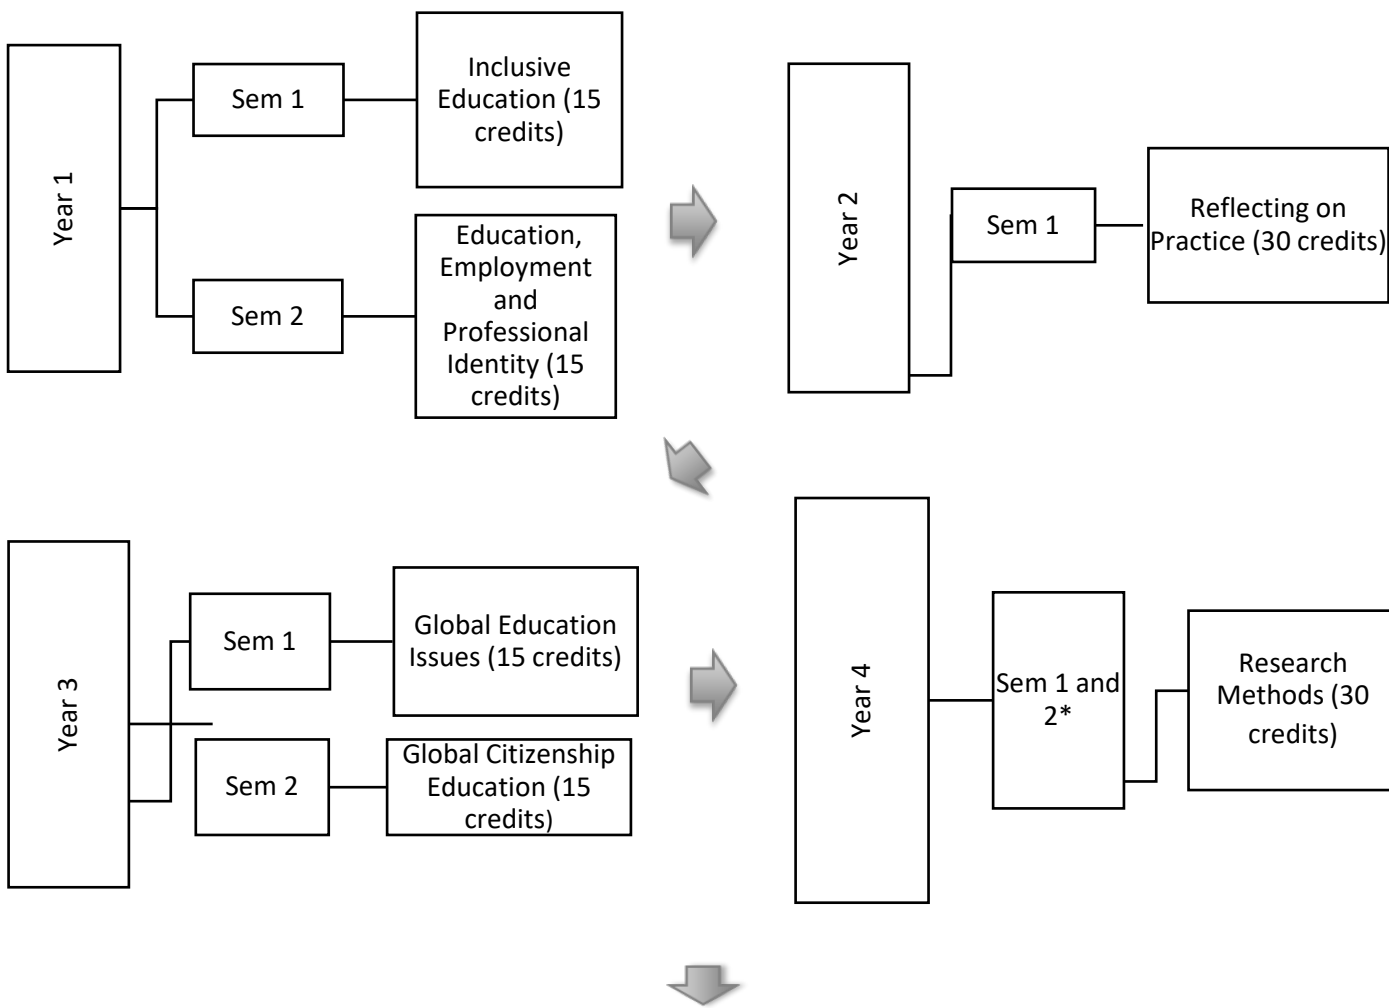 Year 1
Sem 1
Inclusive
Education (15
credits)
Sem 2
Education,
Employment
and
Professional
Identity (15
credits)
Year 2
Sem 1
Reflecting on
Practice (30 credits)
Year 3
Sem 1
Global Education
Issues (15 credits)
Sem 2
Global Citizenship
Education (15
credits)
Year 4
Sem 1 and
2*
Research
Methods (30
credits)